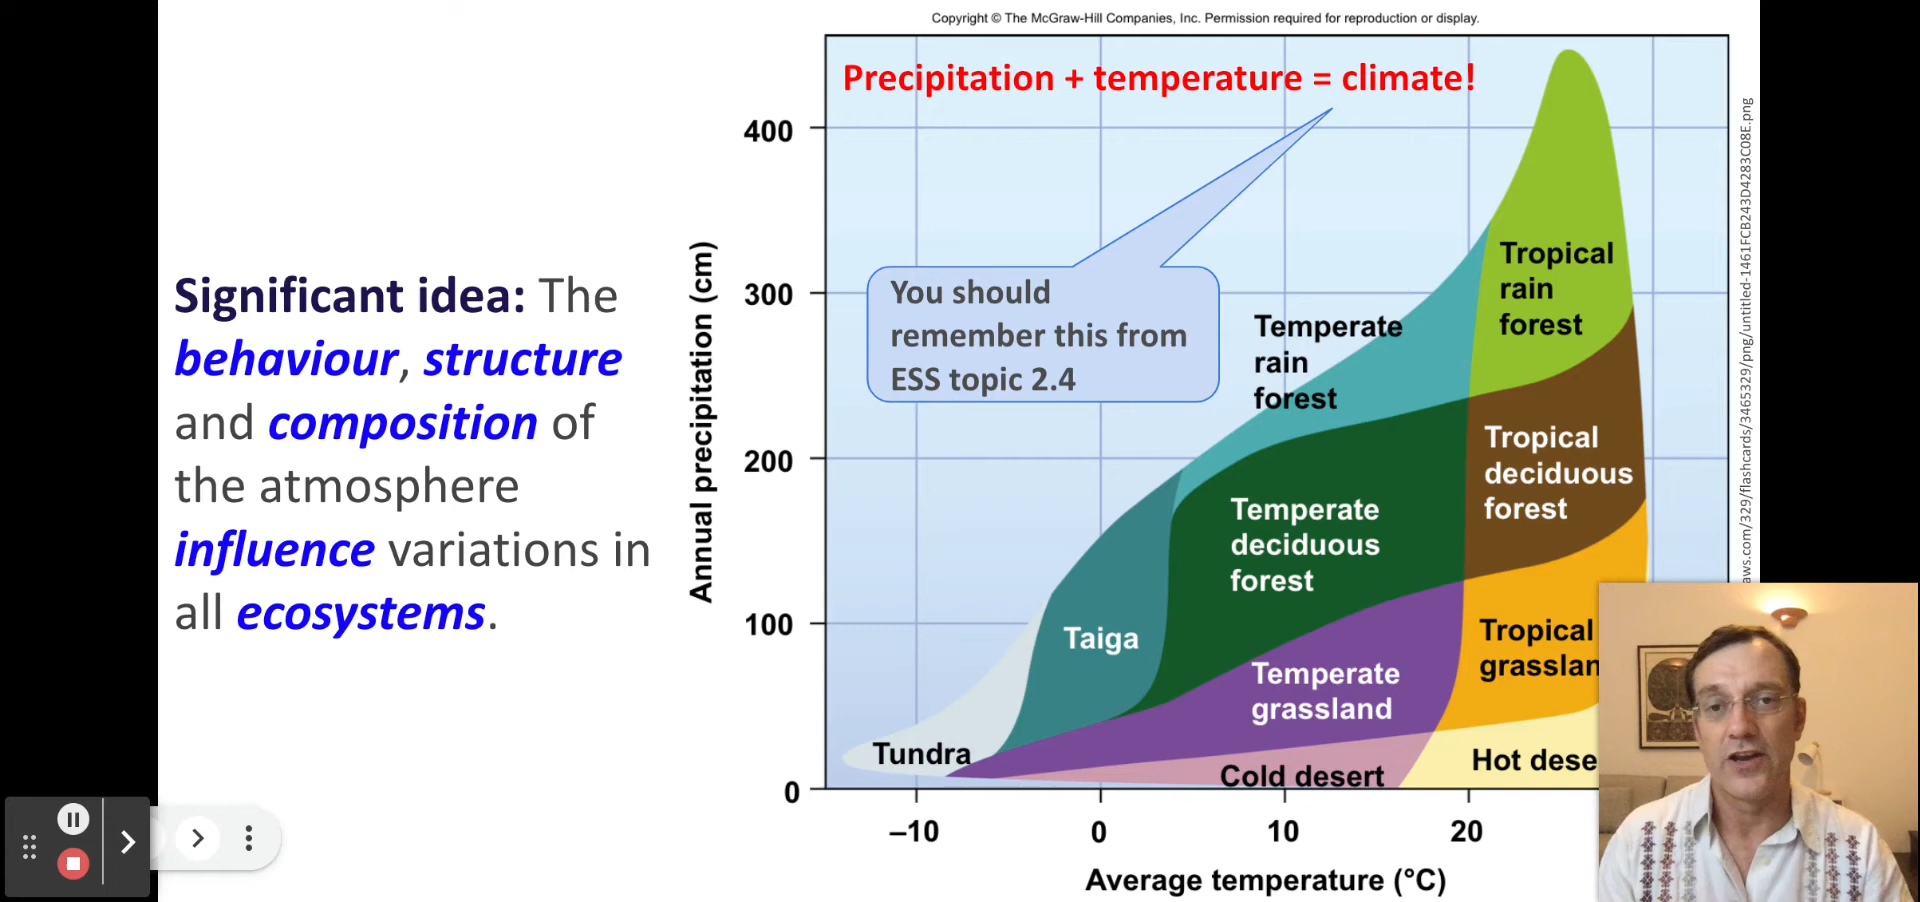 Copyright © The McGraw-Hill Companies, Inc. Permission required for reproduction or display.
Precipitation + temperature = climate!
Significant idea: The
behaviour, structure
and composition of
the atmosphere
influence variations in
all ecosystems.
You should
remember this from
ESS topic 2.4
Annual precipitation (cm)
400
300
200
100
0
Tropical
rain
forest
Temperate
rain
forest
Tropical
deciduous
forest
Temperate
deciduous
forest
Taiga
Tropical
grasslan
Temperate
grassland
Tundra
Cold desert
Hot dese
–10
0
10
20
Average temperature (°C)
aws.com/329/flashcards/3465329/png/untitled-1461FCB243D4283C08E.png